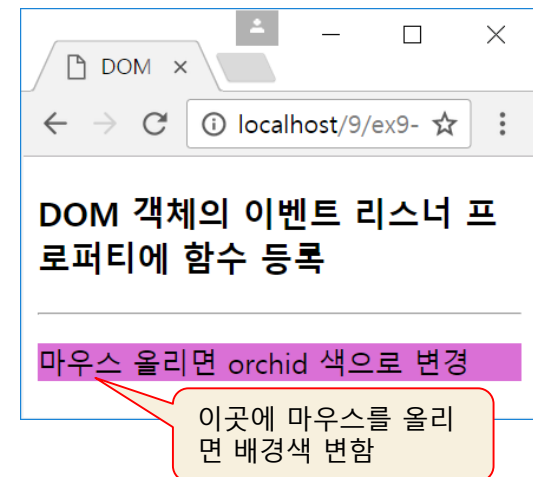 DOM
localhost/9/ex9-
DOM 객체의 이벤트 리스너 프
로퍼티에 함수 등록
마우스 올리면 orchid 색으로 변경
이곳에 마우스를 올리
면 배경색 변함